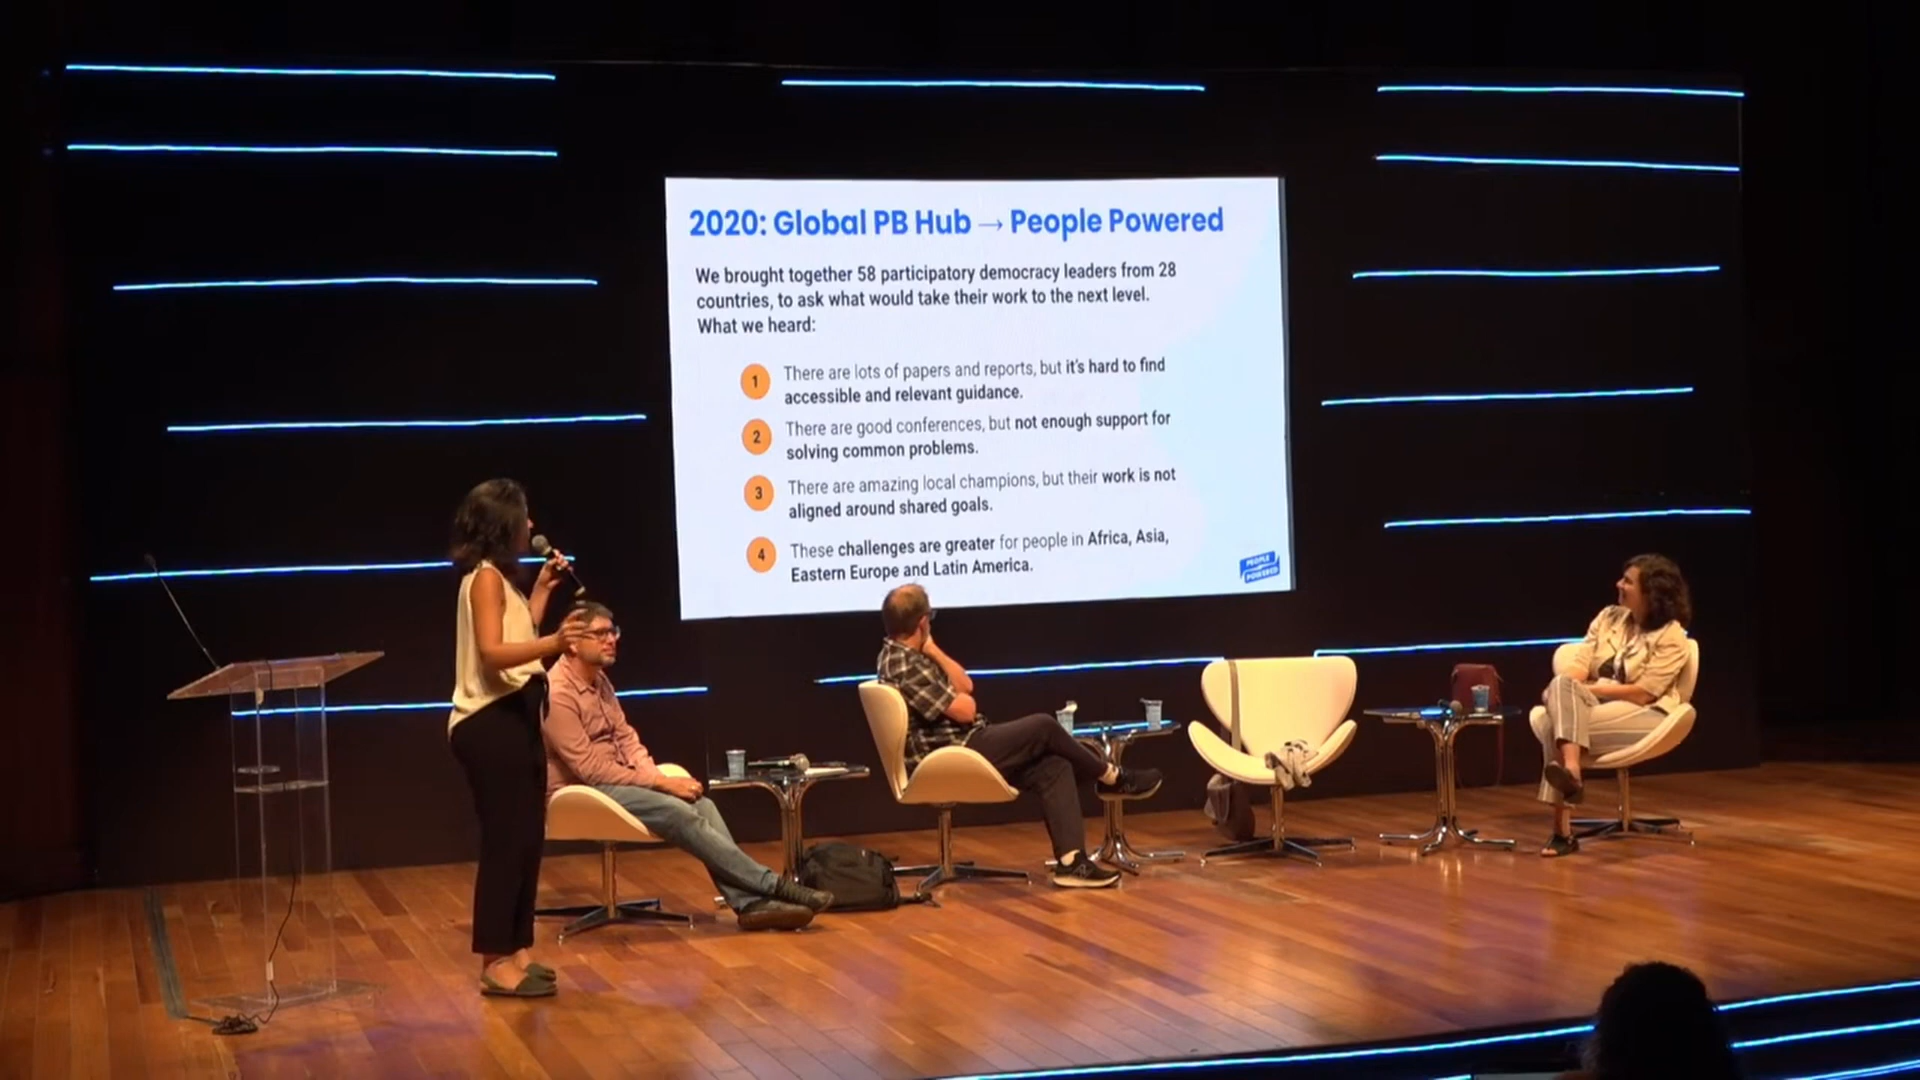 2020: Global PB Hub → People Powered
We brought together 58 participatory democracy leaders from 28
countries, to ask what would take their work to the next level.
What we heard:
1
There are lots of papers and reports, but it's hard to find
accessible and relevant guidance.
2
There are good conferences, but not enough support for
solving common problems.
3
There are amazing local champions, but their work is not
aligned around shared goals.
4
These challenges are greater for people in Africa, Asia,
Eastern Europe and Latin America.
PEOPLE
POWERED